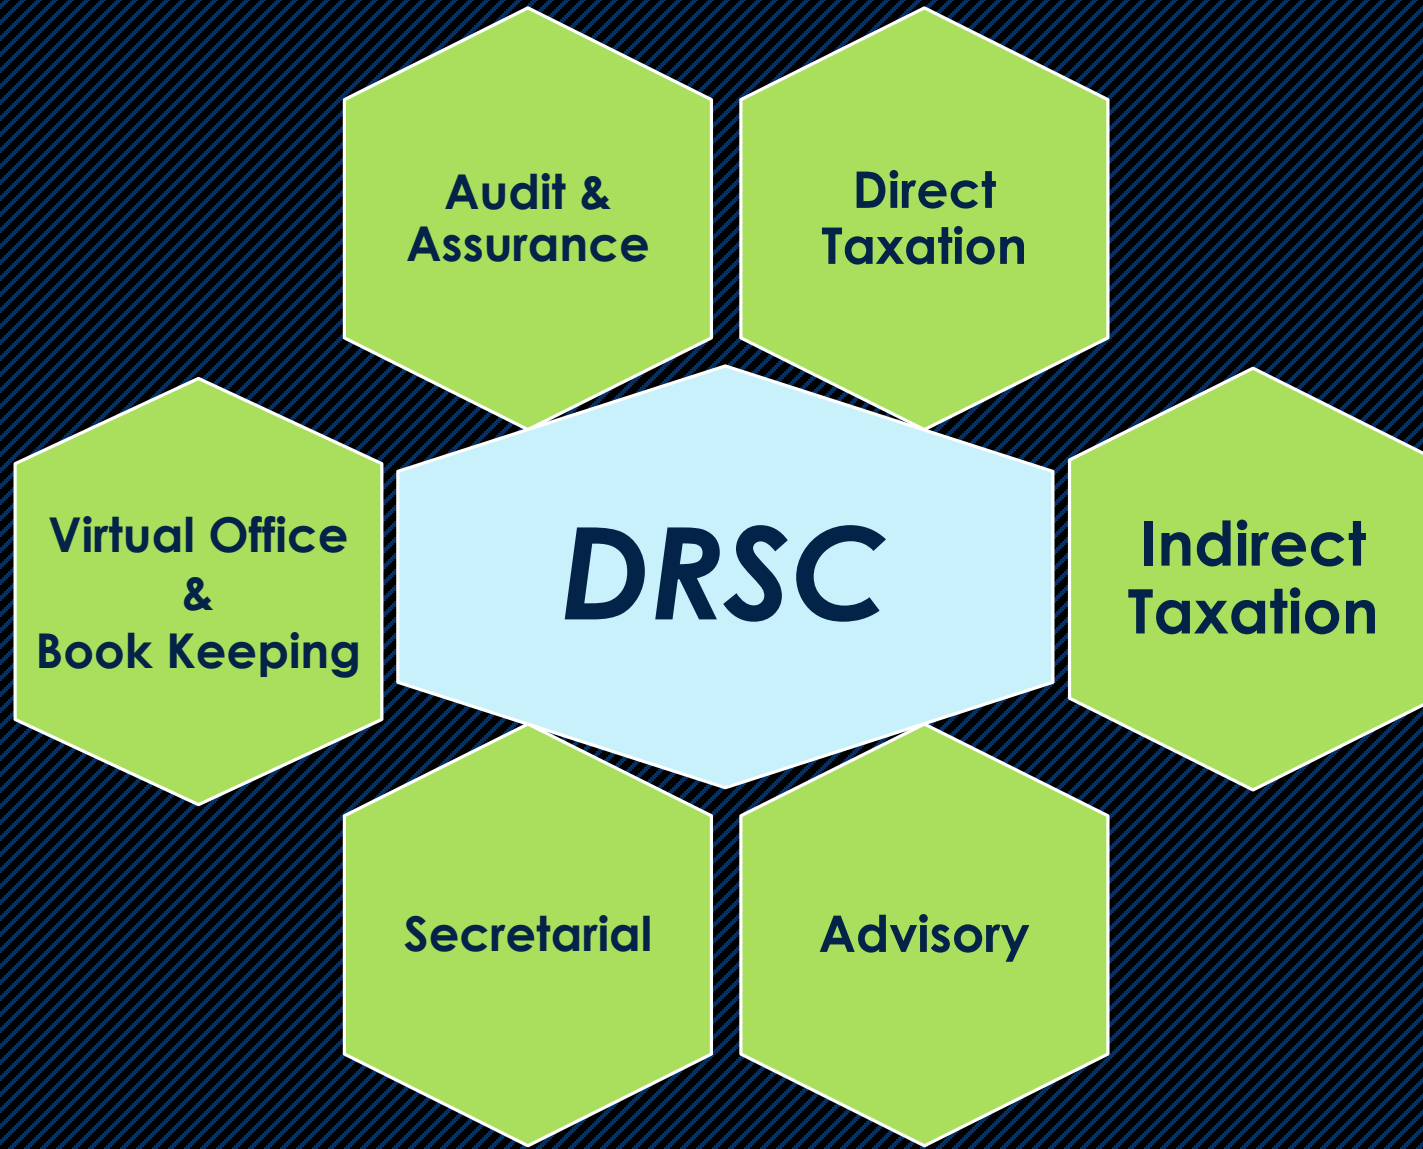 Audit &
Assurance
Direct
Taxation
Virtual Office
&
Book Keeping
DRSC
Indirect
Taxation
Secretarial
Advisory